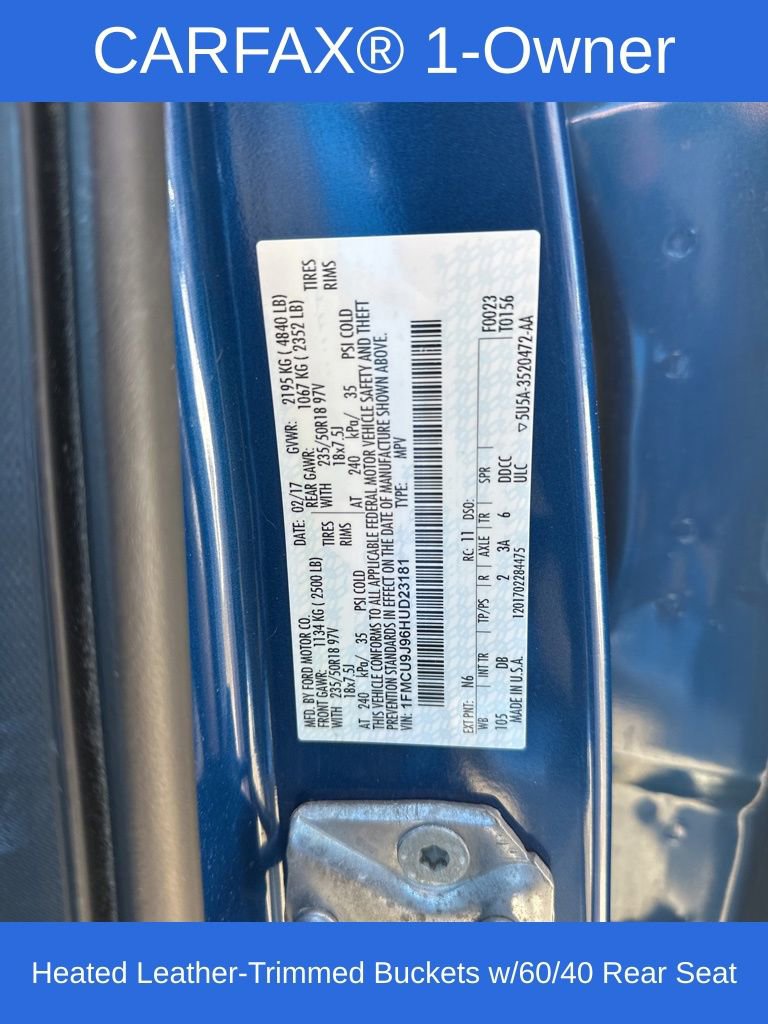 CARFAX® 1-Owner
MFD. BY FORD MOTOR CO.
DATE: 02/17 GVWR: 2195 KG ( 4840 LB)
FRONT GAWR: 1134 KG ( 2500 LB) REAR GAWR: 1067 KG ( 2352 LB)
WITH 235/50R18 97V TIRES WITH 235/50R18 97V TIRES
18x7.5J RIMS 18x7.5J RIMS
AT 240 kPa/ 35 PSI COLD AT 240 kPa/ 35 PSI COLD
THIS VEHICLE CONFORMS TO ALL APPLICABLE FEDERAL MOTOR VEHICLE SAFETY AND THEFT
PREVENTION STANDARDS IN EFFECT ON THE DATE OF MANUFACTURE SHOWN ABOVE.
VIN: 1FMCU9J96HUD23181 TYPE: MPV
EXT PNT: N6 RC: 11 DSO: F0023
WB INT TR TP/PS R AXLE TR SPR T0156
105 DB 2 3A 6 DDCC
MADE IN U.S.A. 1201702284475 ULC ▽5U5A-3520472-AA
Heated Leather-Trimmed Buckets w/60/40 Rear Seat